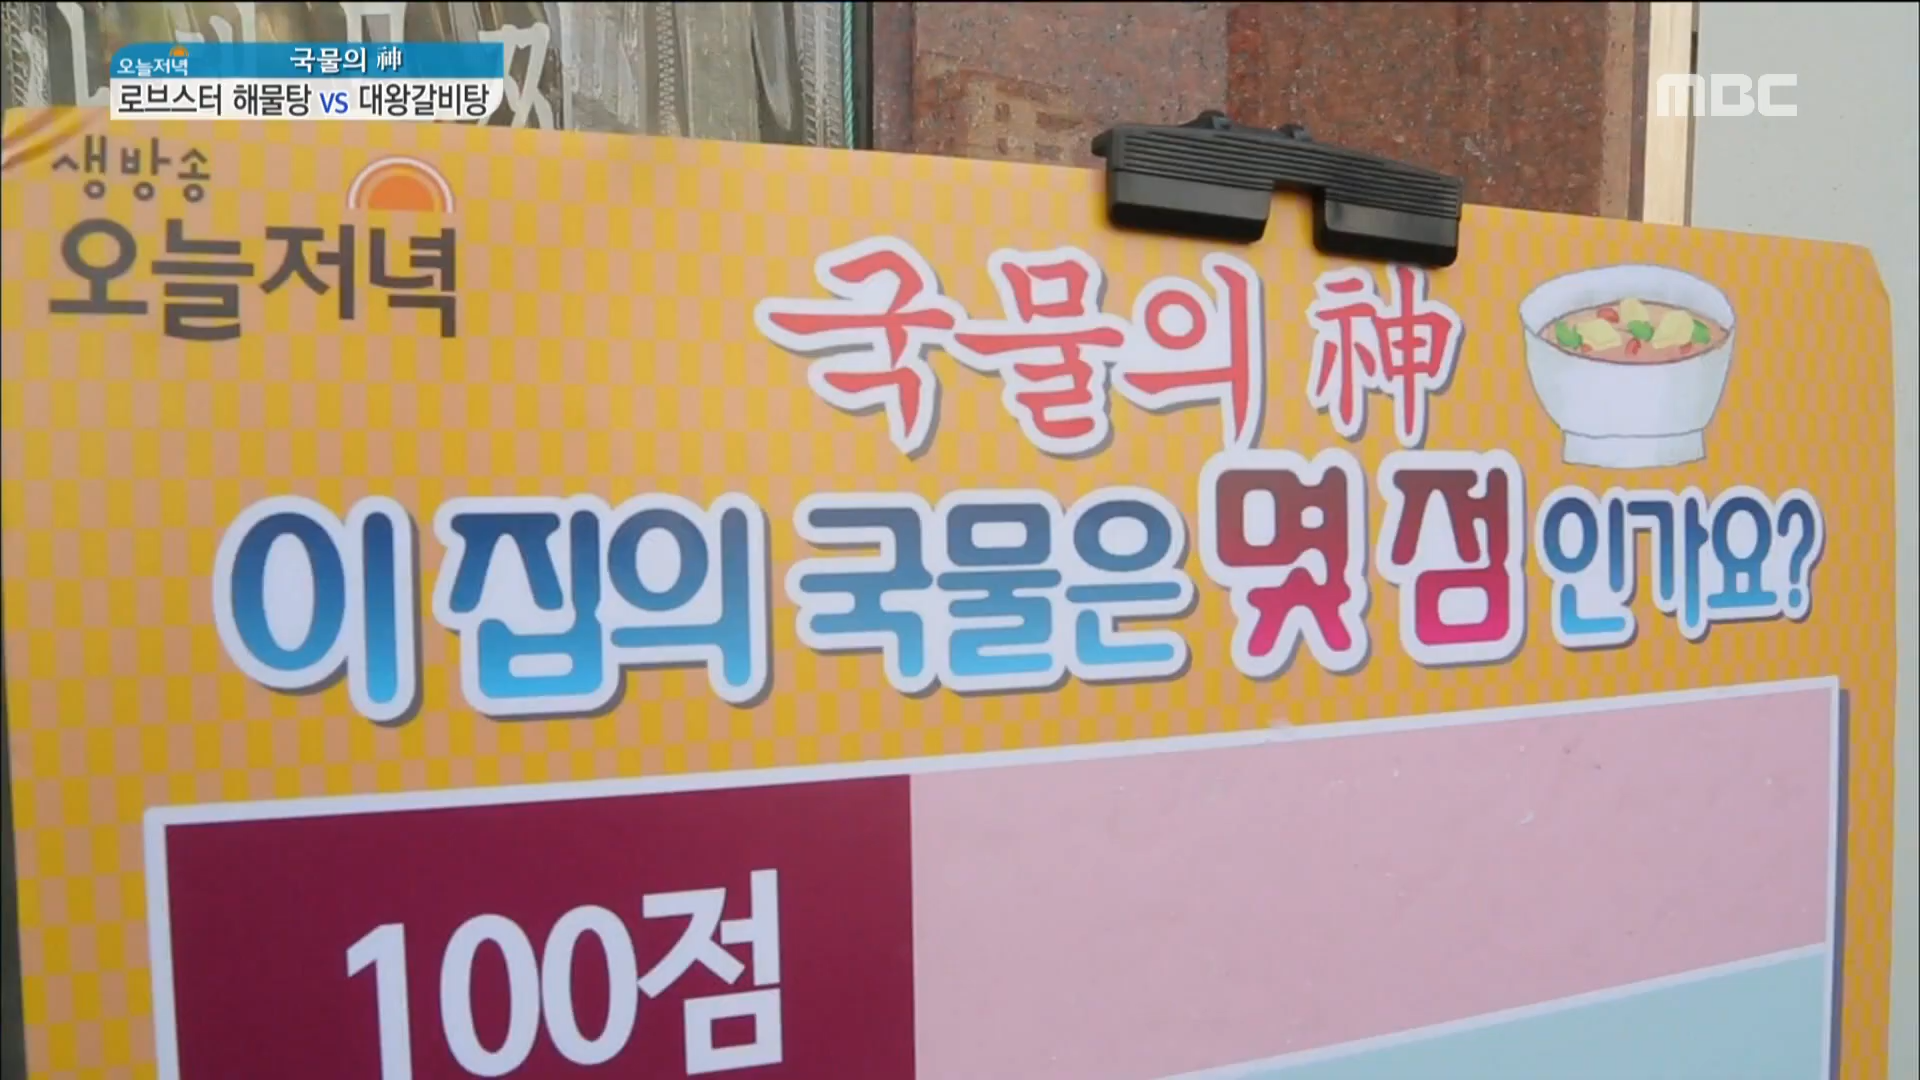 오늘저녁 국물의 神
로브스터 해물탕 vs 대왕갈비탕
MBC
생방송
오늘저녁
국물의 神
이 집의 국물은 몇 점 인가요?
100점